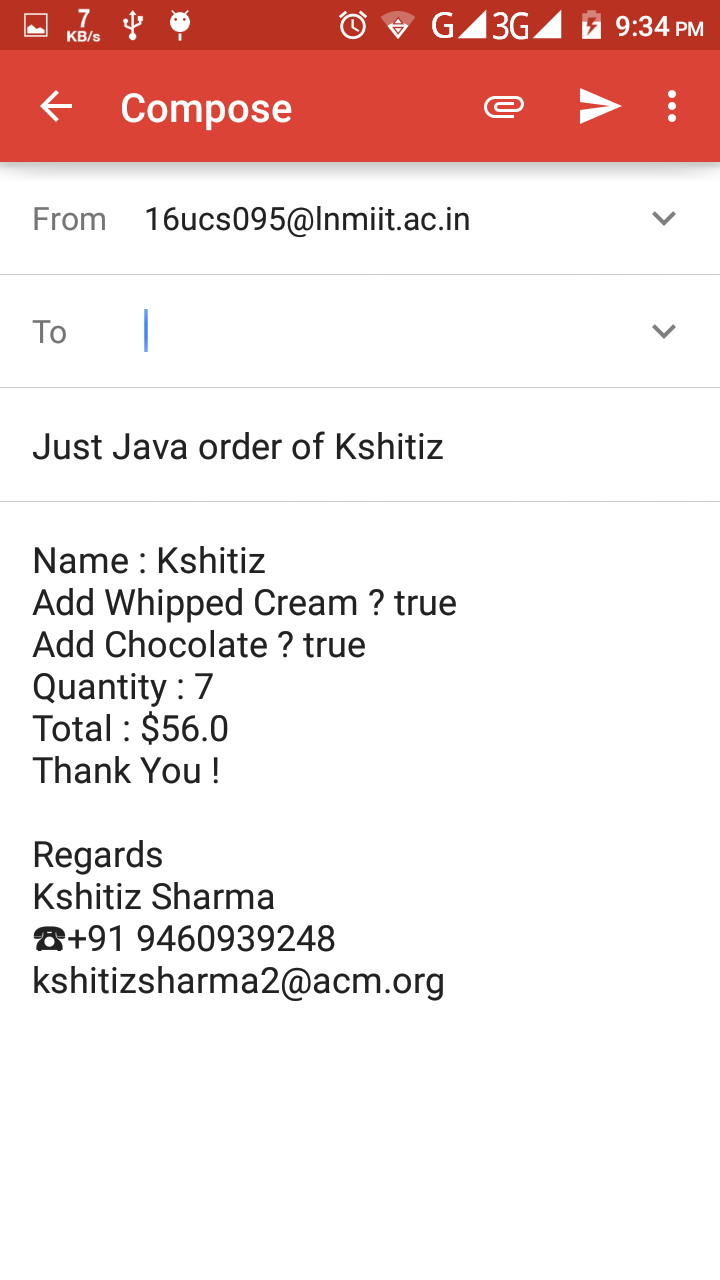 7 KB/s G 3G 9:34 PM
Compose
From 16ucs095@lnmiit.ac.in
To
Just Java order of Kshitiz
Name : Kshitiz
Add Whipped Cream ? true
Add Chocolate ? true
Quantity : 7
Total : $56.0
Thank You !
Regards
Kshitiz Sharma
☎+91 9460939248
kshitizsharma2@acm.org